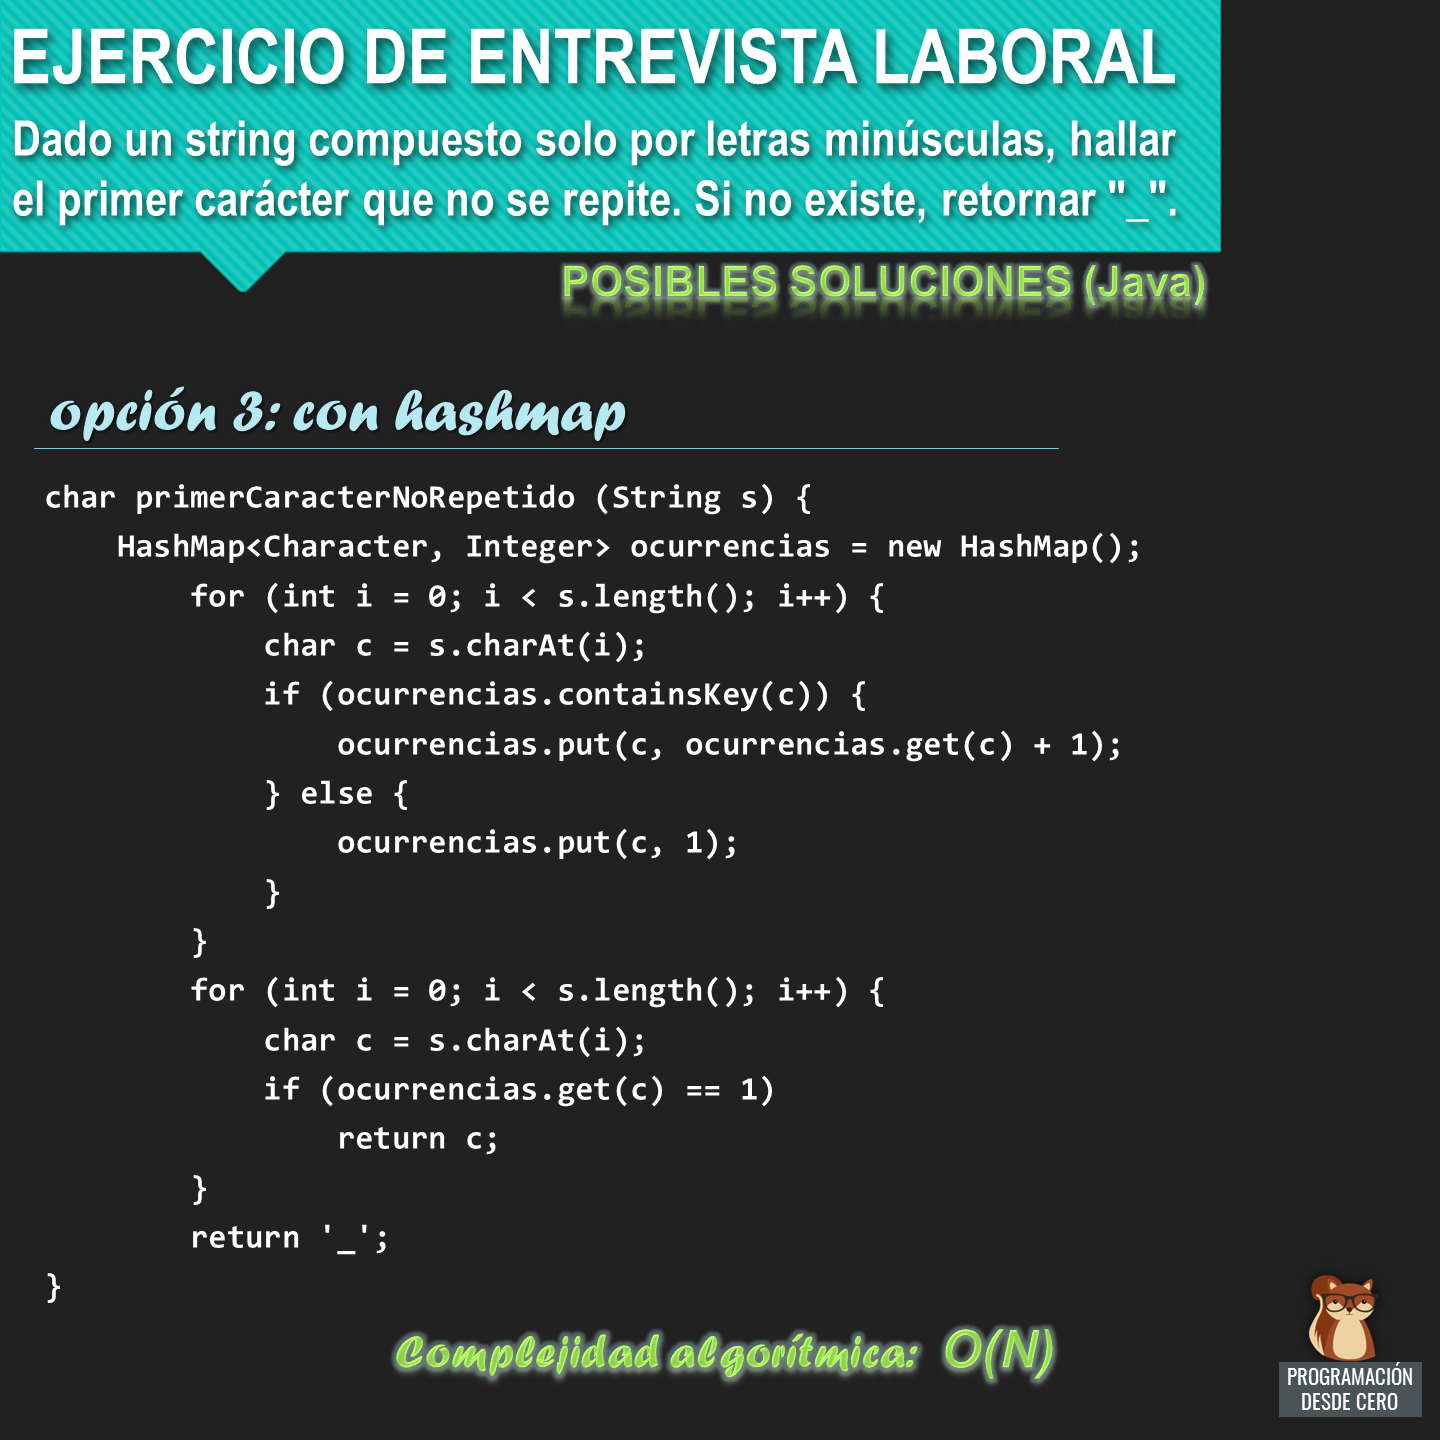 EJERCICIO DE ENTREVISTA LABORAL
Dado un string compuesto solo por letras minúsculas, hallar
el primer carácter que no se repite. Si no existe, retornar "_".
POSIBLES SOLUCIONES (Java)
opción 3: con hashmap
char primerCaracterNoRepetido (String s) {
    HashMap<Character, Integer> ocurrencias = new HashMap();
        for (int i = 0; i < s.length(); i++) {
            char c = s.charAt(i);
            if (ocurrencias.containsKey(c)) {
                ocurrencias.put(c, ocurrencias.get(c) + 1);
            } else {
                ocurrencias.put(c, 1);
            }
        }
        for (int i = 0; i < s.length(); i++) {
            char c = s.charAt(i);
            if (ocurrencias.get(c) == 1)
                return c;
        }
        return '_';
}
Complejidad algorítmica: O(N)
PROGRAMACIÓN
DESDE CERO